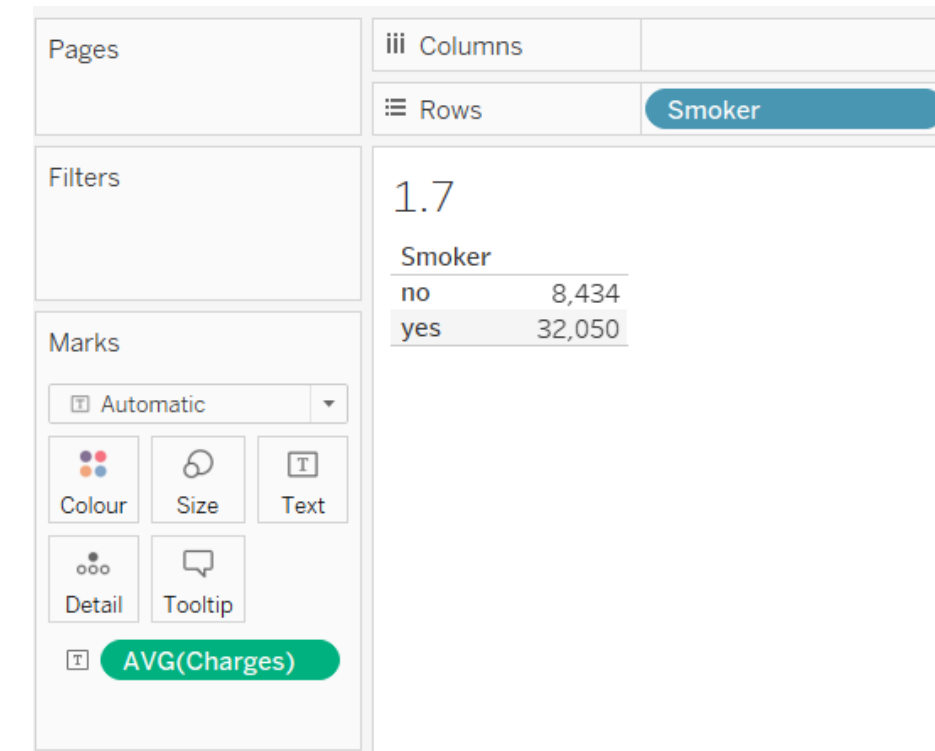 Pages
Columns
Rows
Smoker
Filters
1.7
Smoker
no 8,434
yes 32,050
Marks
T Automatic
Colour Size T Text
Detail Tooltip
T AVG(Charges)